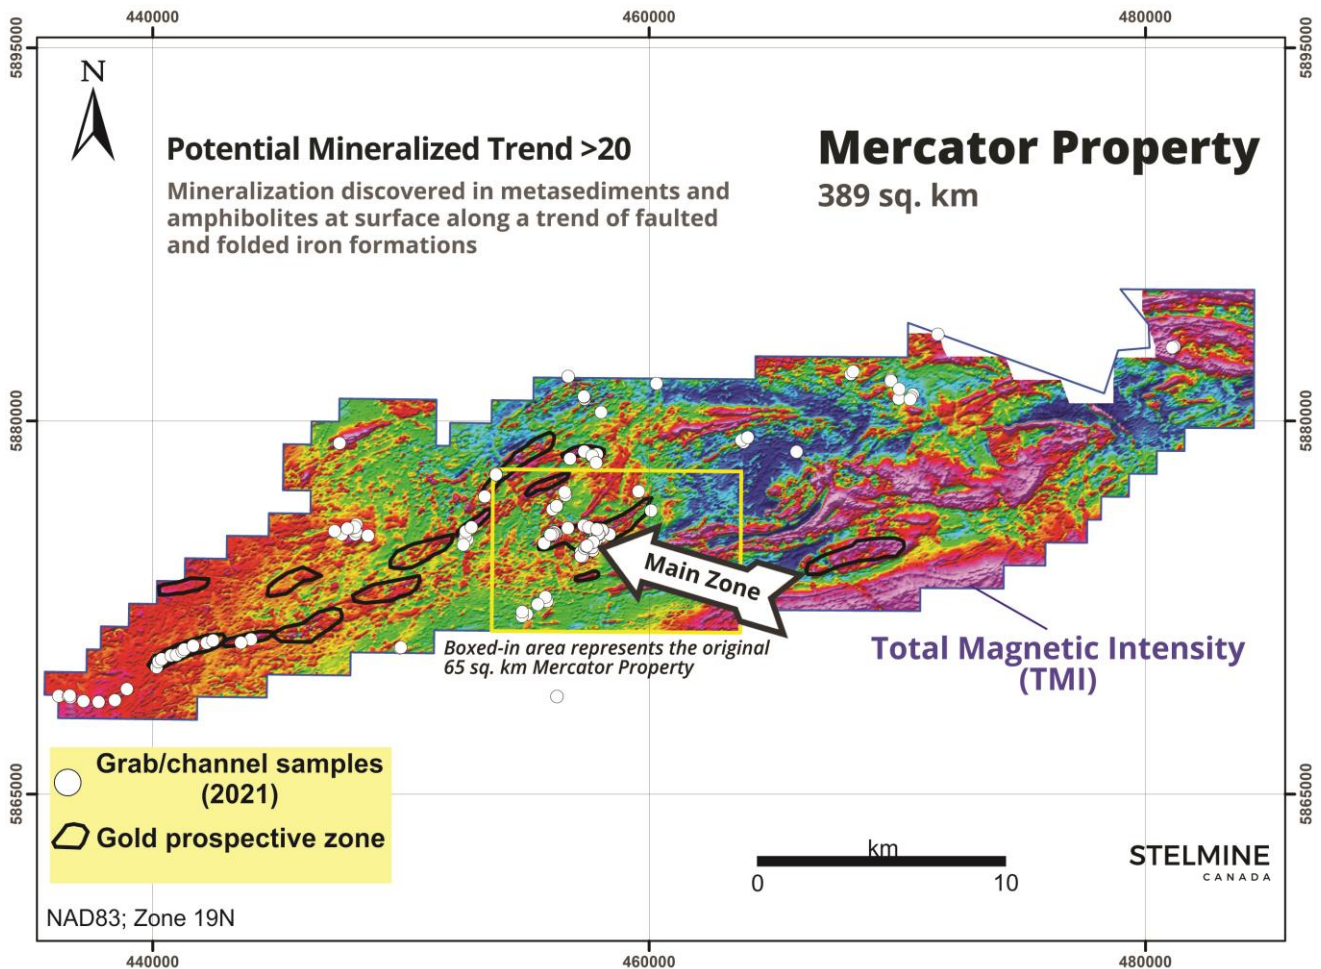 440000
460000
480000
5895000
5895000
N
Potential Mineralized Trend >20
Mineralization discovered in metasediments and
amphibolites at surface along a trend of faulted
and folded iron formations
Mercator Property
389 sq. km
5880000
5880000
Main Zone
Boxed-in area represents the original
65 sq. km Mercator Property
Total Magnetic Intensity
(TMI)
Grab/channel samples
(2021)
Gold prospective zone
5865000
5865000
km
0
10
STELMINE
CANADA
NAD83; Zone 19N
440000
460000
480000